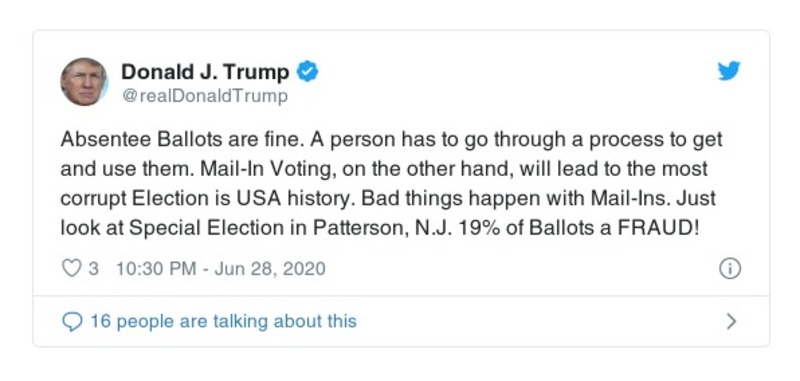 Donald J. Trump
@realDonaldTrump
Absentee Ballots are fine. A person has to go through a process to get
and use them. Mail-In Voting, on the other hand, will lead to the most
corrupt Election is USA history. Bad things happen with Mail-Ins. Just
look at Special Election in Patterson, N.J. 19% of Ballots a FRAUD!
3 10:30 PM - Jun 28, 2020
16 people are talking about this